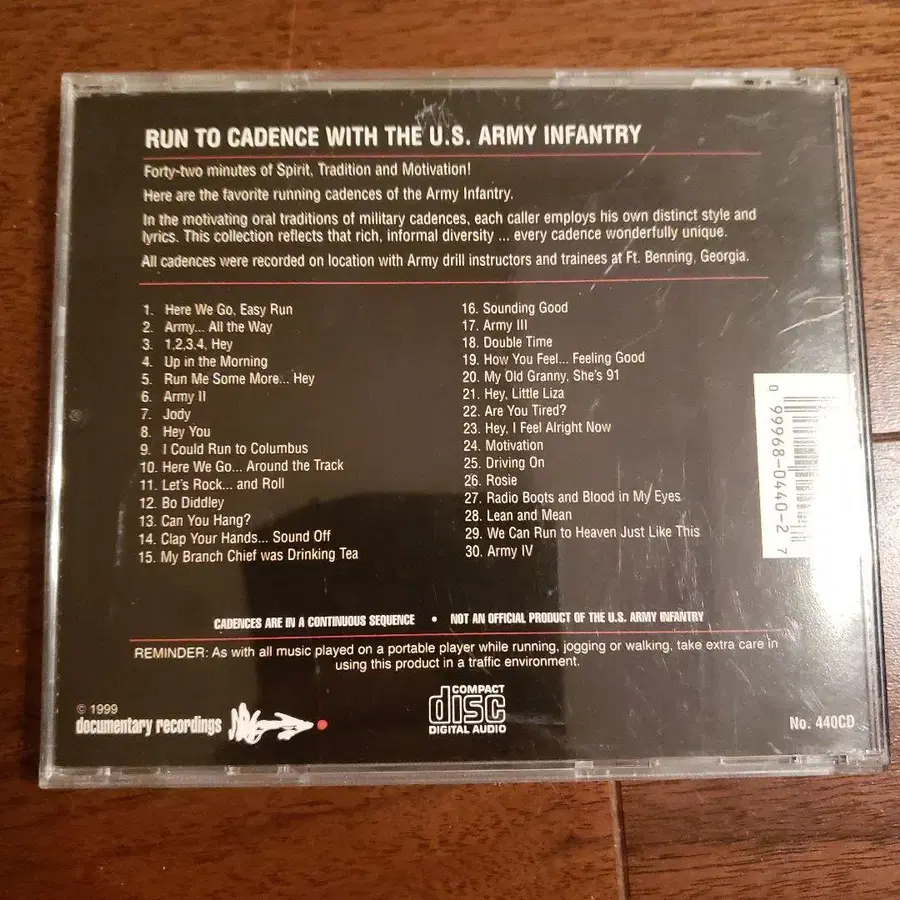 RUN TO CADENCE WITH THE U.S. ARMY INFANTRY
Forty-two minutes of Spirit, Tradition and Motivation!
Here are the favorite running cadences of the Army Infantry.
In the motivating oral traditions of military cadences, each caller employs his own distinct style and
lyrics. This collection reflects that rich, informal diversity ... every cadence wonderfully unique.
All cadences were recorded on location with Army drill instructors and trainees at Ft. Benning, Georgia.
1. Here We Go, Easy Run
2. Army... All the Way
3. 1,2,3,4, Hey
4. Up in the Morning
5. Run Me Some More... Hey
6. Army II
7. Jody
8. Hey You
9. I Could Run to Columbus
10. Here We Go... Around the Track
11. Let's Rock... and Roll
12. Bo Diddley
13. Can You Hang?
14. Clap Your Hands... Sound Off
15. My Branch Chief was Drinking Tea
16. Sounding Good
17. Army III
18. Double Time
19. How You Feel... Feeling Good
20. My Old Granny, She's 91
21. Hey, Little Liza
22. Are You Tired?
23. Hey, I Feel Alright Now
24. Motivation
25. Driving On
26. Rosie
27. Radio Boots and Blood in My Eyes
28. Lean and Mean
29. We Can Run to Heaven Just Like This
30. Army IV
0 99968-0440-2 7
CADENCES ARE IN A CONTINUOUS SEQUENCE • NOT AN OFFICIAL PRODUCT OF THE U.S. ARMY INFANTRY
REMINDER: As with all music played on a portable player while running, jogging or walking, take extra care in
using this product in a traffic environment.
© 1999
documentary recordings
COMPACT
disc
DIGITAL AUDIO
No. 440CD